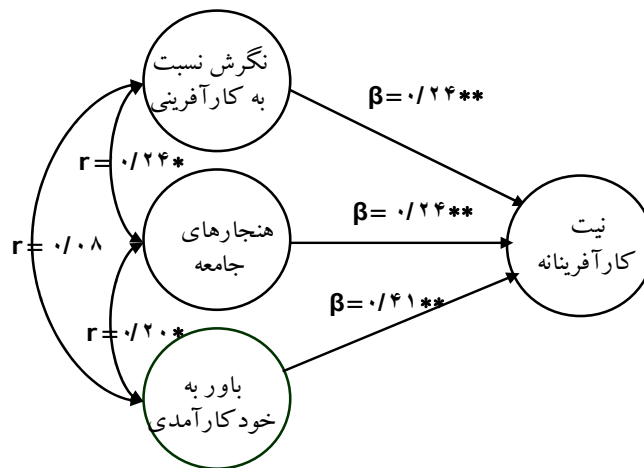 نگرش نسبت
به کارآفرینی
β=۰/۲۴**
r=۰/۲۴*
هنجارهای
جامعه
β=۰/۲۴**
نیت
کارآفرینانه
r=۰/۰۸
β=۰/۴۱**
r=۰/۲۰*
باور به
خودکارآمدی